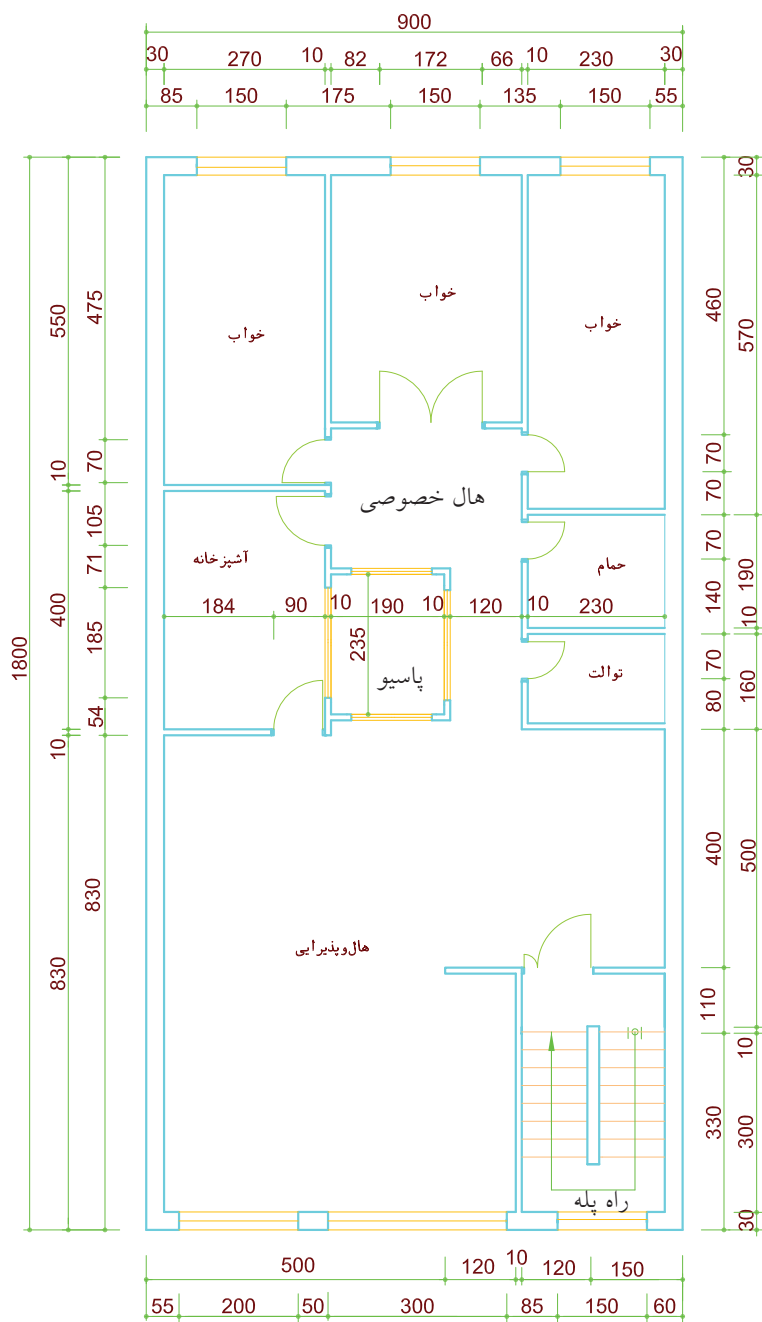 900
30 270 10 82 172 66 10 230 30
85 150 175 150 135 150 55
30
550 475 460 570
خواب خواب خواب
10 70 70
هال خصوصی
105 70
آشپزخانه حمام
71 70 190
400 185 140 10
184 90 10 190 10 120 10 230
235
1800
پاسیو توالت
54 70 80 160
10
830 830 400 500
هال و پذیرایی
110 10
330 300
راه پله
30
500 120 10 120 150
55 200 50 300 85 150 60